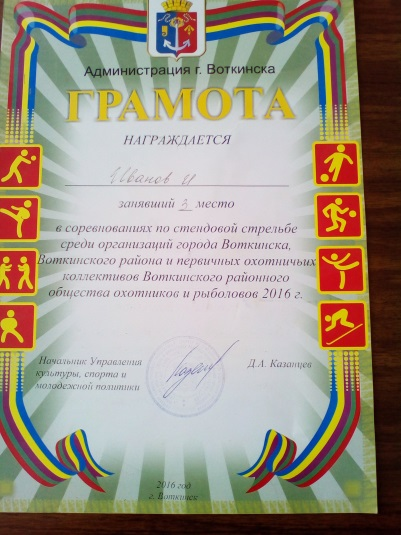 Администрация г. Воткинска
ГРАМОТА
НАГРАЖДАЕТСЯ
Иванов И
занявший 3 место
в соревнованиях по стендовой стрельбе
среди организаций города Воткинска,
Воткинского района и первичных охотничьих
коллективов Воткинского районного
общества охотников и рыболовов 2016 г.
Начальник Управления
культуры, спорта и
молодежной политики
Д.А. Казанцев
2016 год
г. Воткинск